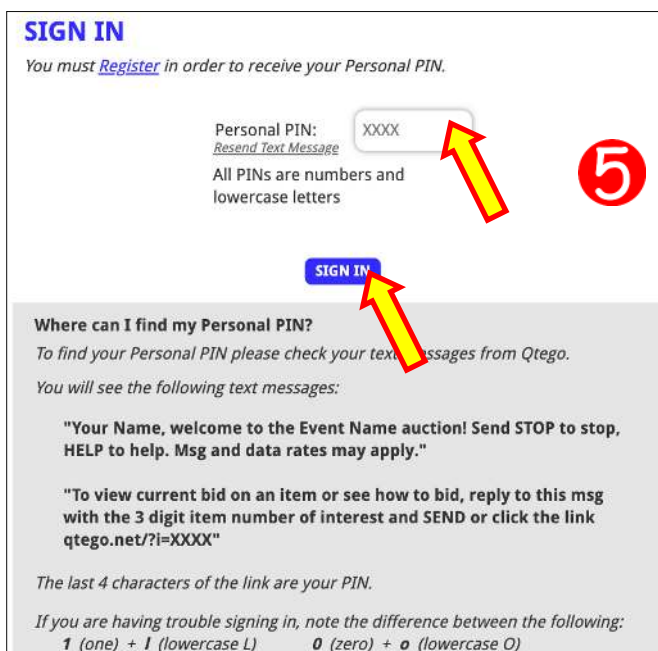 SIGN IN
You must Register in order to receive your Personal PIN.
Personal PIN: XXXX
Resend Text Message
All PINs are numbers and
lowercase letters
5
SIGN IN
Where can I find my Personal PIN?
To find your Personal PIN please check your text messages from Qtego.
You will see the following text messages:
"Your Name, welcome to the Event Name auction! Send STOP to stop,
HELP to help. Msg and data rates may apply."
"To view current bid on an item or see how to bid, reply to this msg
with the 3 digit item number of interest and SEND or click the link
qtego.net/?i=XXXX"
The last 4 characters of the link are your PIN.
If you are having trouble signing in, note the difference between the following:
1 (one) + l (lowercase L) 0 (zero) + o (lowercase O)